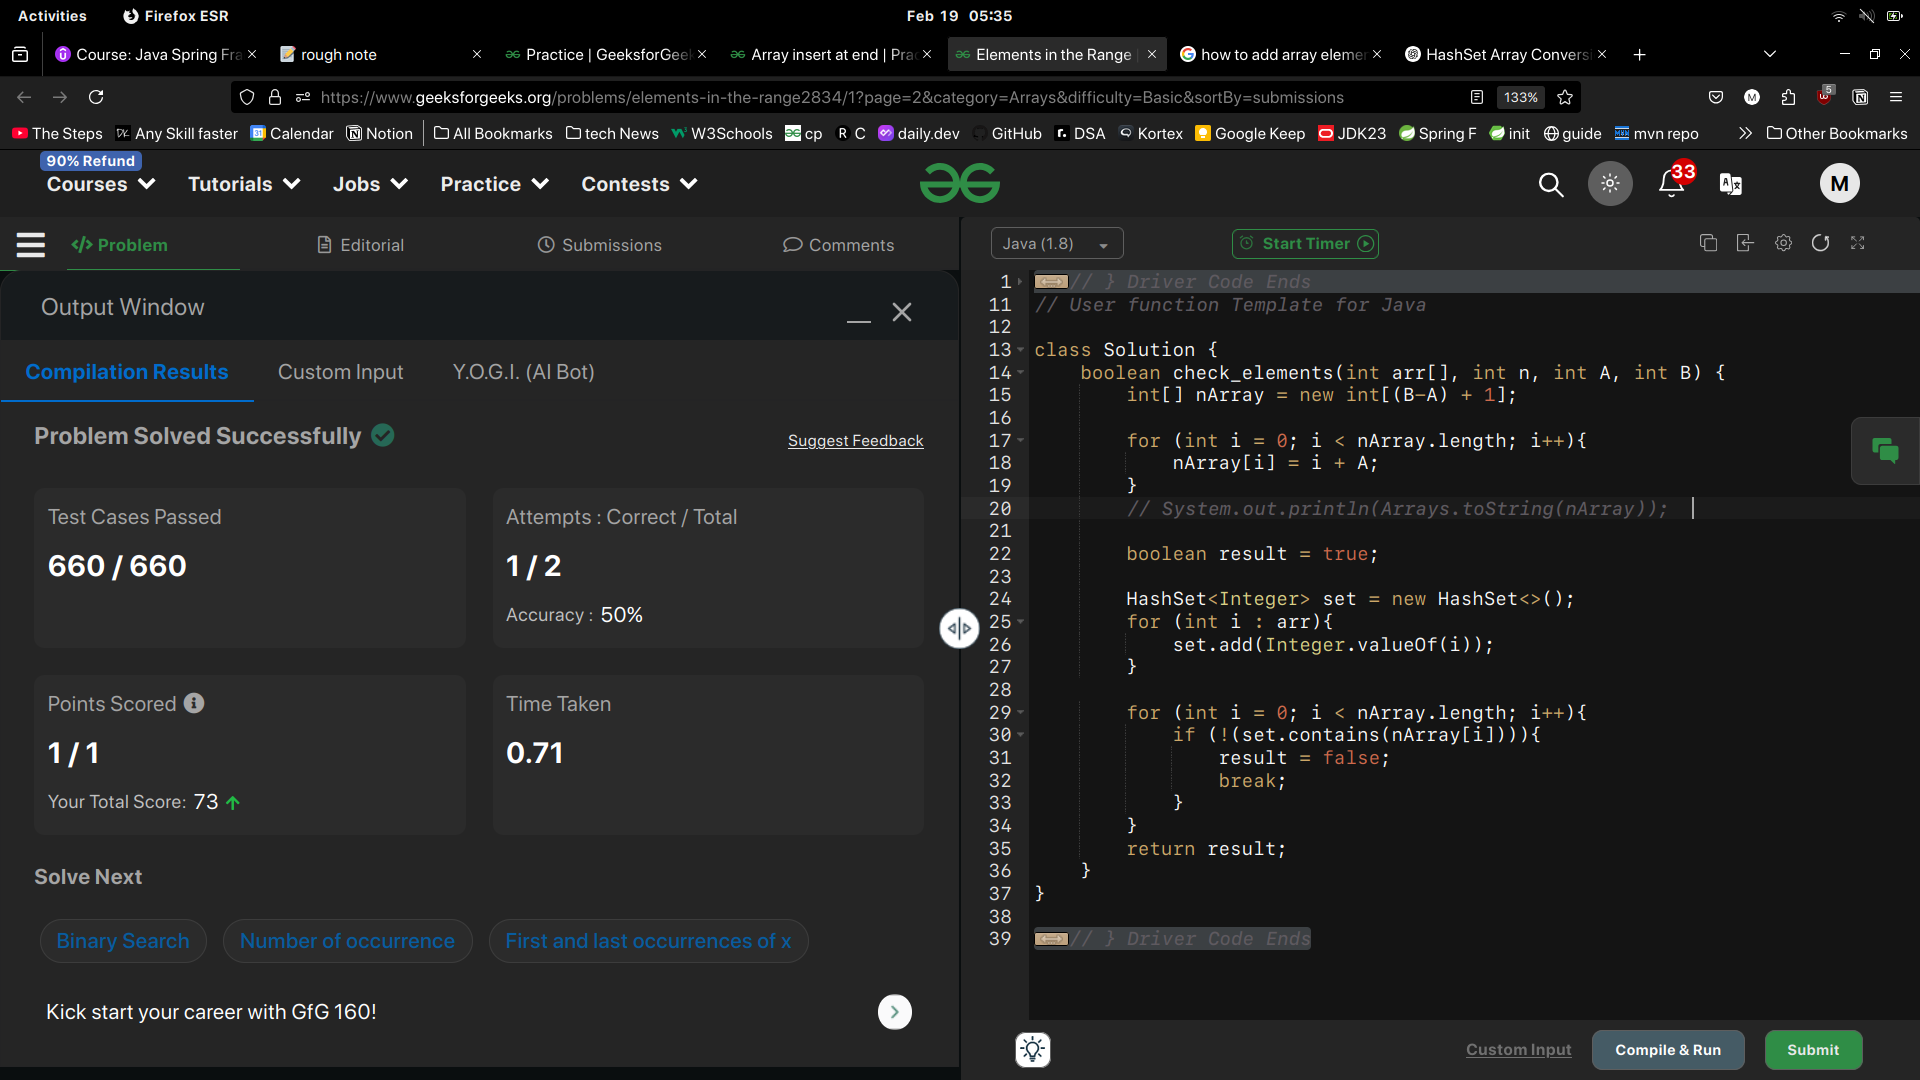 Activities
Firefox ESR
Feb 19 05:35
Course: Java Spring Fra
rough note
Practice | GeeksforGeek
Array insert at end | Prac
Elements in the Range
how to add array elemen
HashSet Array Conversi
https://www.geeksforgeeks.org/problems/elements-in-the-range2834/1?page=2&category=Arrays&difficulty=Basic&sortBy=submissions
133%
M
5
The Steps
Any Skill faster
Calendar
Notion
All Bookmarks
tech News
W3Schools
cp
R C
daily.dev
GitHub
DSA
Kortex
Google Keep
JDK23
Spring F
init
guide
mvn repo
Other Bookmarks
90% Refund
Courses
Tutorials
Jobs
Practice
Contests
33
M
Problem
Editorial
Submissions
Comments
Output Window
Compilation Results
Custom Input
Y.O.G.I. (AI Bot)
Problem Solved Successfully
Suggest Feedback
Test Cases Passed
660 / 660
Attempts : Correct / Total
1 / 2
Accuracy : 50%
Points Scored
1 / 1
Your Total Score: 73
Time Taken
0.71
Solve Next
Binary Search
Number of occurrence
First and last occurrences of x
Kick start your career with GfG 160!
Java (1.8)
Start Timer
1 // } Driver Code Ends
11 // User function Template for Java
12
13 class Solution {
14 boolean check_elements(int arr[], int n, int A, int B) {
15 int[] nArray = new int[(B-A) + 1];
16
17 for (int i = 0; i < nArray.length; i++){
18 nArray[i] = i + A;
19 }
20 // System.out.println(Arrays.toString(nArray));
21
22 boolean result = true;
23
24 HashSet<Integer> set = new HashSet<>();
25 for (int i : arr){
26 set.add(Integer.valueOf(i));
27 }
28
29 for (int i = 0; i < nArray.length; i++){
30 if (!(set.contains(nArray[i]))){
31 result = false;
32 break;
33 }
34 }
35 return result;
36 }
37 }
38
39 // } Driver Code Ends
Custom Input
Compile & Run
Submit